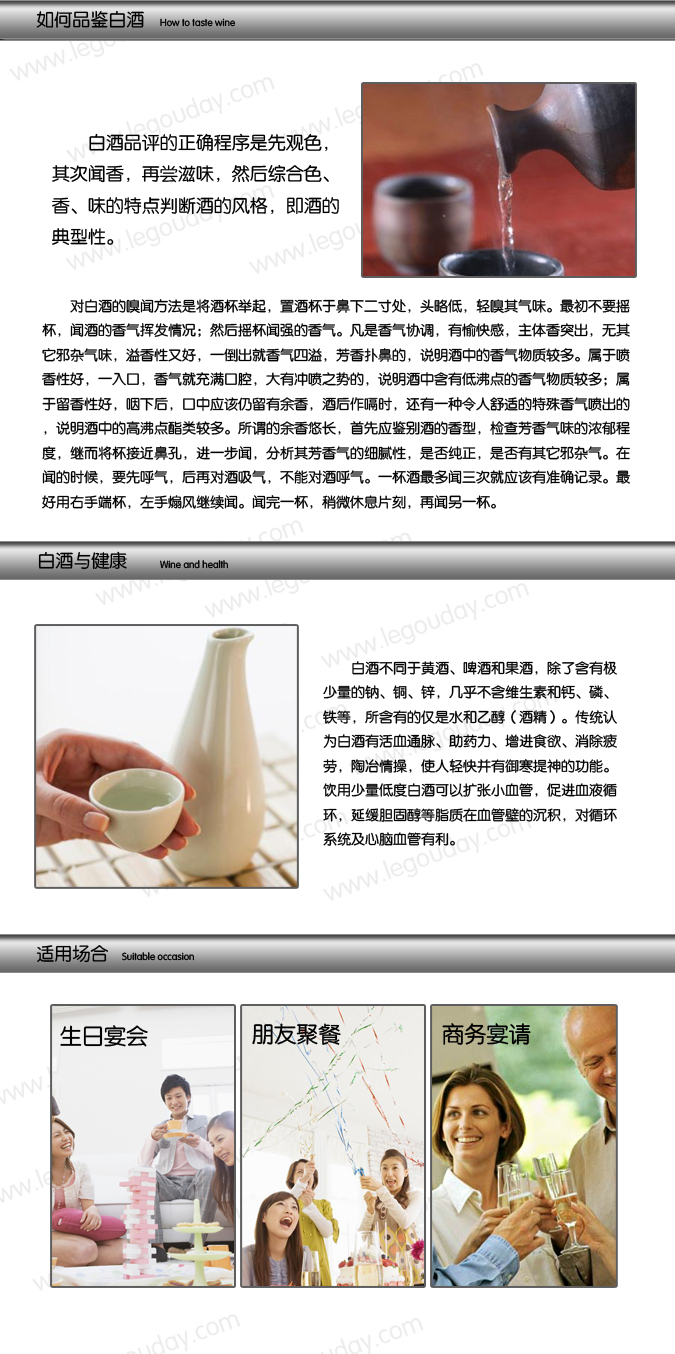 如何品鉴白酒 How to taste wine
白酒品评的正确程序是先观色，
其次闻香，再尝滋味，然后综合色、
香、味的特点判断酒的风格，即酒的
典型性。
对白酒的嗅闻方法是将酒杯举起，置酒杯于鼻下二寸处，头略低，轻嗅其气味。最初不要摇
杯，闻酒的香气挥发情况；然后摇杯闻强的香气。凡是香气协调，有愉快感，主体香突出，无其
它邪杂气味，溢香性又好，一倒出就香气四溢，芳香扑鼻的，说明酒中的香气物质较多。属于喷
香性好，一入口，香气就充满口腔，大有冲喷之势的，说明酒中含有低沸点的香气物质较多；属
于留香性好，咽下后，口中应该仍留有余香，酒后作嗝时，还有一种令人舒适的特殊香气喷出的
，说明酒中的高沸点酯类较多。所谓的余香悠长，首先应鉴别酒的香型，检查芳香气味的浓郁程
度，继而将杯接近鼻孔，进一步闻，分析其芳香气的细腻性，是否纯正，是否有其它邪杂气。在
闻的时候，要先呼气，后再对酒吸气，不能对酒呼气。一杯酒最多闻三次就应该有准确记录。最
好用右手端杯，左手煽风继续闻。闻完一杯，稍微休息片刻，再闻另一杯。
白酒与健康 Wine and health
白酒不同于黄酒、啤酒和果酒，除了含有极
少量的钠、铜、锌，几乎不含维生素和钙、磷、
铁等，所含有的仅是水和乙醇（酒精）。传统认
为白酒有活血通脉、助药力、增进食欲、消除疲
劳，陶冶情操，使人轻快并有御寒提神的功能。
饮用少量低度白酒可以扩张小血管，促进血液循
环，延缓胆固醇等脂质在血管壁的沉积，对循环
系统及心脑血管有利。
适用场合 Suitable occasion
生日宴会
朋友聚餐
商务宴请
www.legouday.com